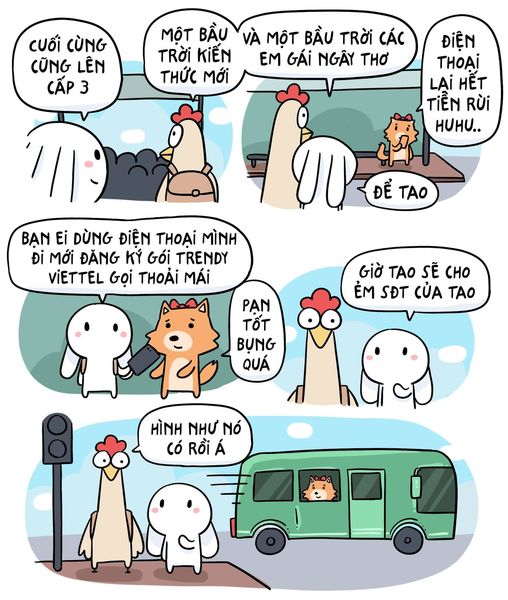 CUỐI CÙNG
CŨNG LÊN
CẤP 3
MỘT BẦU
TRỜI KIẾN
THỨC MỚI
VÀ MỘT BẦU TRỜI CÁC
EM GÁI NGÂY THƠ
ĐIỆN
THOẠI
LẠI HẾT
TIỀN RÙI
HUHU..
ĐỂ TAO
BẠN EI DÙNG ĐIỆN THOẠI MÌNH
ĐI MỚI ĐĂNG KÝ GÓI TRENDY
VIETTEL GỌI THOẢI MÁI
PẠN
TỐT
BỤNG
QUÁ
GIỜ TAO SẼ CHO
ẺM SĐT CỦA TAO
HÌNH NHƯ NÓ
CÓ RỒI Á